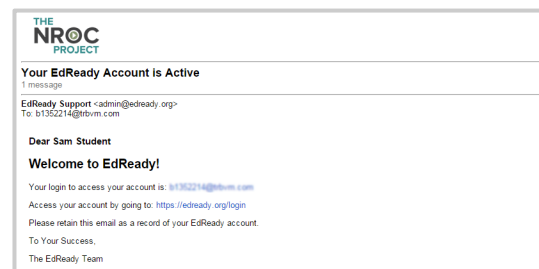 THE
NROC
PROJECT
Your EdReady Account is Active
1 message
EdReady Support <admin@edready.org>
To: b1352214@trbvm.com
Dear Sam Student
Welcome to EdReady!
Your login to access your account is:
Access your account by going to: https://edready.org/login
Please retain this email as a record of your EdReady account.
To Your Success,
The EdReady Team